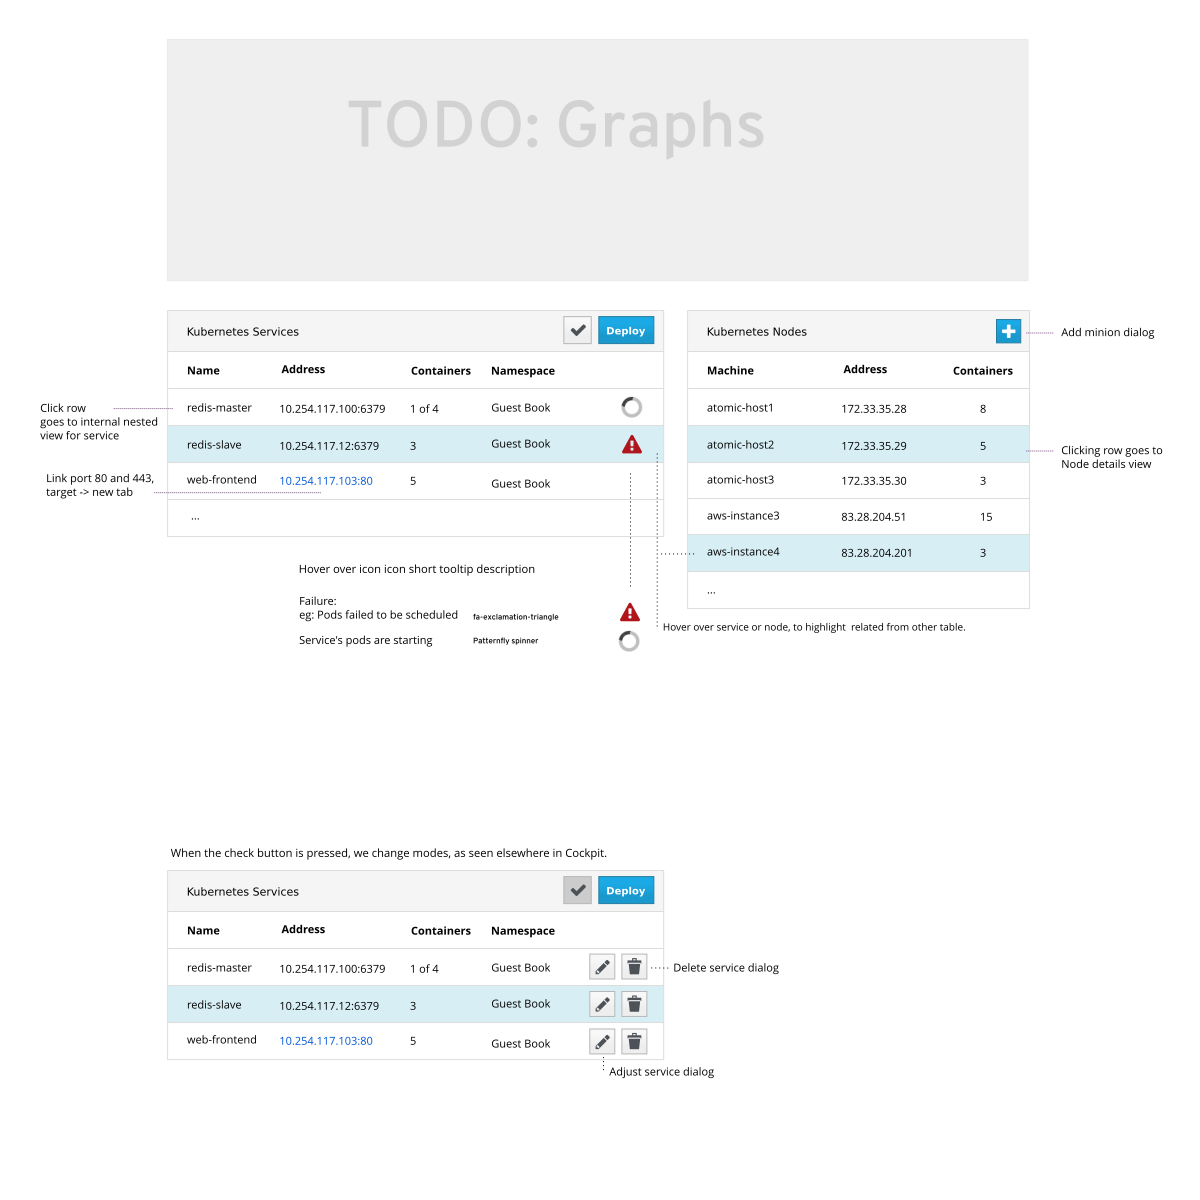 TODO: Graphs
Kubernetes Services
Deploy
Name Address Containers Namespace
redis-master 10.254.117.100:6379 1 of 4 Guest Book
redis-slave 10.254.117.12:6379 3 Guest Book
web-frontend 10.254.117.103:80 5 Guest Book
...
Click row
goes to internal nested
view for service
Link port 80 and 443,
target -> new tab
Kubernetes Nodes
Machine Address Containers
atomic-host1 172.33.35.28 8
atomic-host2 172.33.35.29 5
atomic-host3 172.33.35.30 3
aws-instance3 83.28.204.51 15
aws-instance4 83.28.204.201 3
...
Add minion dialog
Clicking row goes to
Node details view
Hover over icon icon short tooltip description
Failure:
eg: Pods failed to be scheduled fa-exclamation-triangle
Service's pods are starting Patternfly spinner
Hover over service or node, to highlight  related from other table.
When the check button is pressed, we change modes, as seen elsewhere in Cockpit.
Kubernetes Services
Deploy
Name Address Containers Namespace
redis-master 10.254.117.100:6379 1 of 4 Guest Book
redis-slave 10.254.117.12:6379 3 Guest Book
web-frontend 10.254.117.103:80 5 Guest Book
Delete service dialog
Adjust service dialog